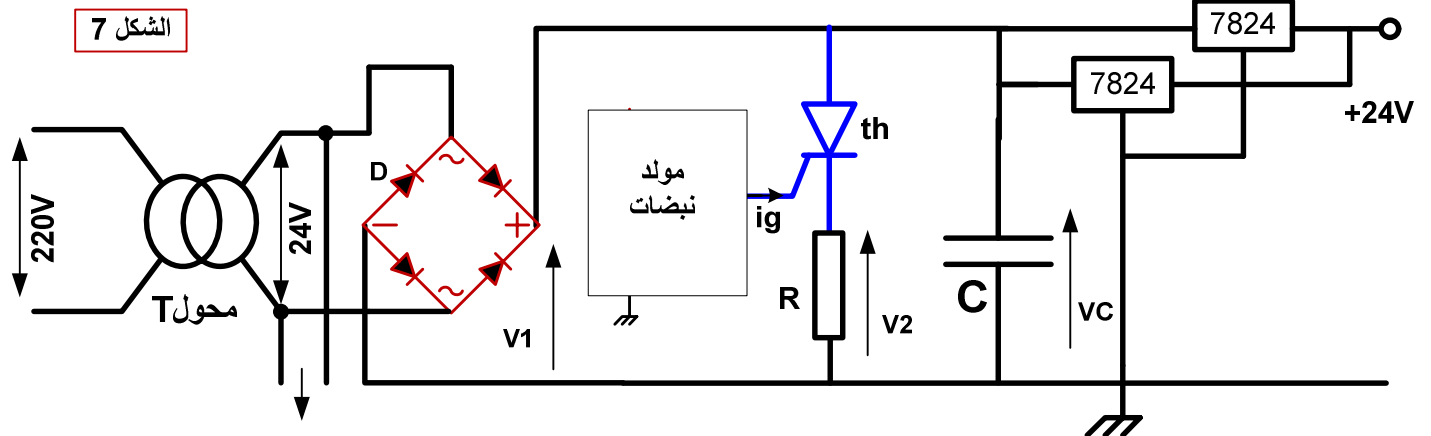 الشكل 7
7824
7824
+24V
220V
24V
D
محولT
V1
مولد
نبضات
ig
th
R
V2
C
VC